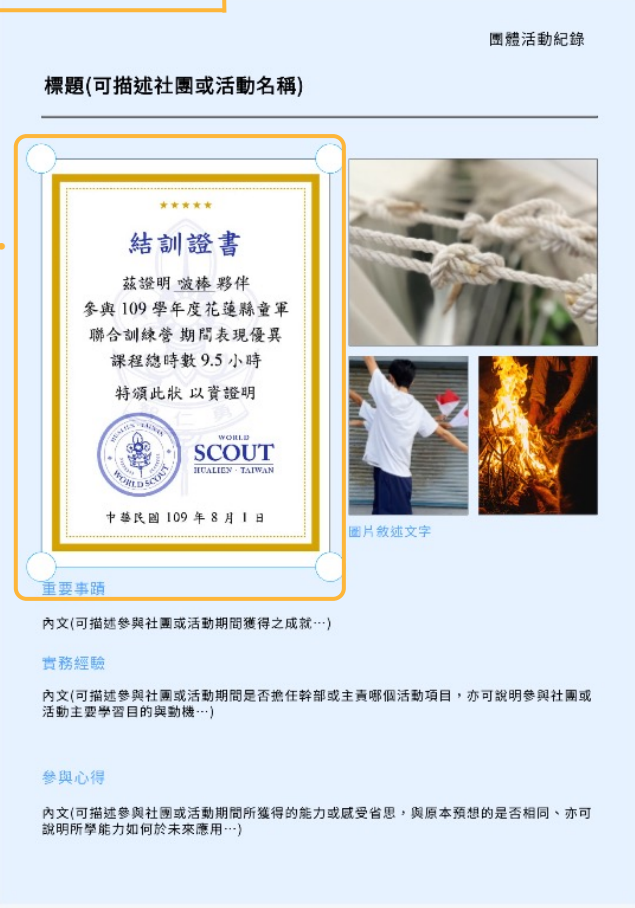 團體活動紀錄
標題(可描述社團或活動名稱)
★★★★★
結訓證書
茲證明 啵棒 夥伴
參與 109 學年度花蓮縣童軍
聯合訓練營 期間表現優異
課程總時數 9.5 小時
特頒此狀 以資證明
HUALIEN · TAIWAN
WORLD SCOUT
WORLD
SCOUT
HUALIEN · TAIWAN
中華民國 109 年 8 月 1 日
圖片敘述文字
重要事蹟
內文(可描述參與社團或活動期間獲得之成就…)
實務經驗
內文(可描述參與社團或活動期間是否擔任幹部或主責哪個活動項目，亦可說明參與社團或
活動主要學習目的與動機…)
參與心得
內文(可描述參與社團或活動期間所獲得的能力或感受省思，與原本預想的是否相同、亦可
說明所學能力如何於未來應用…)